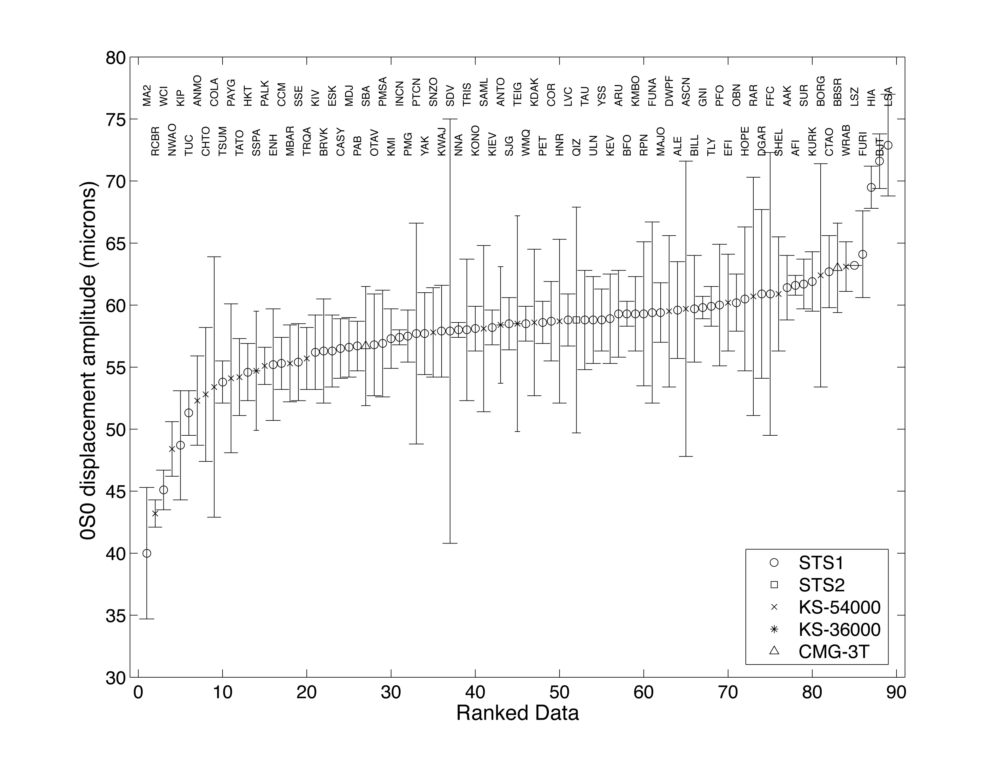 80
75
70
65
60
55
50
45
40
35
30
0S0 displacement amplitude (microns)
MA2 WCI KIP ANMO COLA PAYG HKT PALK CCM SSE KIV ESK MDJ SBA PMSA INCN PTCN SNZO SDV TRIS SAML ANTO TEIG KDAK COR LVC TAU YSS ARU KMBO FUNA DWPF ASCN GNI PFO OBN RAR FFC AAK SUR BORG BBSR LSZ HIA LSA
RCBR NWAO TUC CHTO TSUM TATO SSPA ENH MBAR TRQA BRVK CASY PAB OTAV KMI PMG YAK KWAJ NNA KONO KIEV SJG WMQ PET HNR QIZ ULN KEV BFO RPN MAJO ALE BILL TLY EFI HOPE DGAR SHEL AFI KURK CTAO WRAB FURI BJT
STS1
STS2
KS-54000
KS-36000
CMG-3T
0 10 20 30 40 50 60 70 80 90
Ranked Data